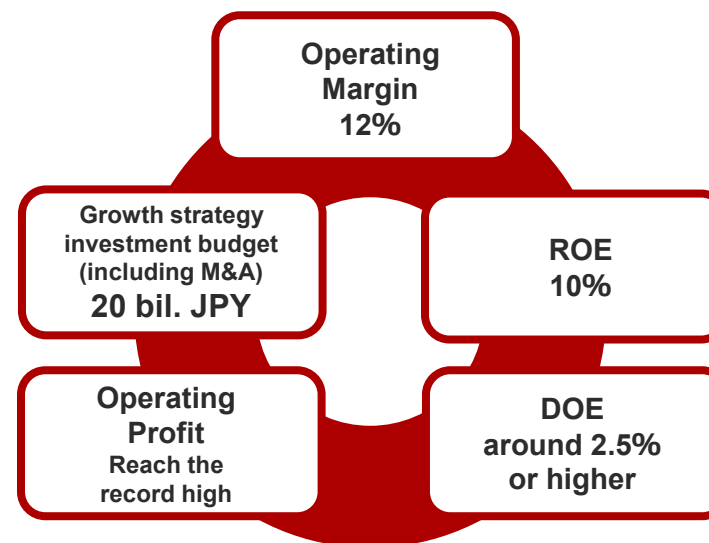 Operating
Margin
12%
Growth strategy
investment budget
(including M&A)
20 bil. JPY
ROE
10%
Operating
Profit
Reach the
record high
DOE
around 2.5%
or higher